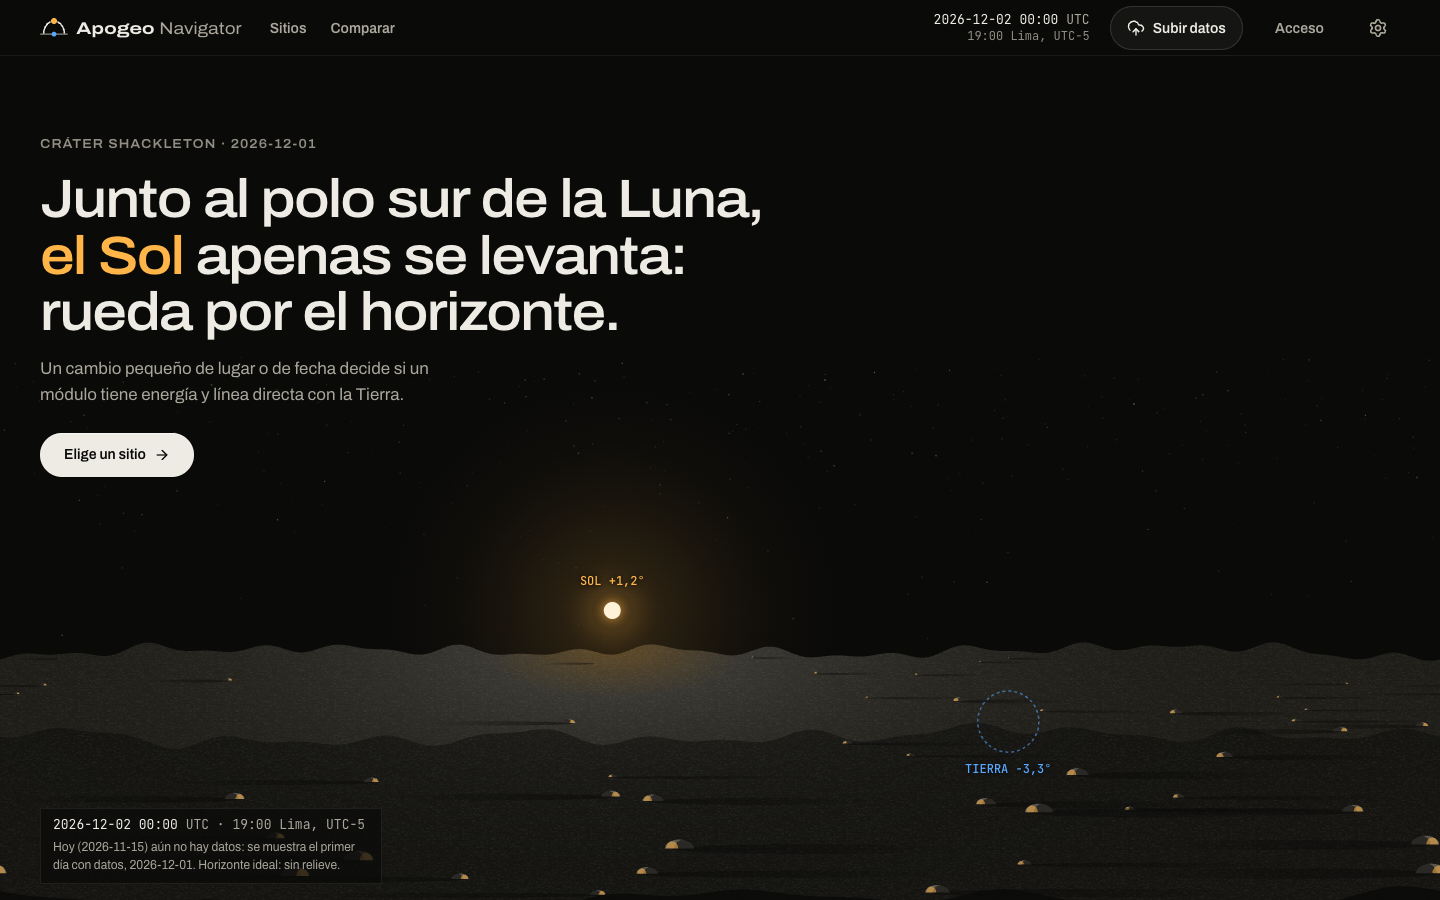 Apogeo Navigator
Sitios
Comparar
2026-12-02 00:00 UTC
19:00 Lima, UTC-5
Subir datos
Acceso
CRÁTER SHACKLETON · 2026-12-01
Junto al polo sur de la Luna,
el Sol apenas se levanta:
rueda por el horizonte.
Un cambio pequeño de lugar o de fecha decide si un
módulo tiene energía y línea directa con la Tierra.
Elige un sitio
SOL +1,2°
TIERRA -3,3°
2026-12-02 00:00 UTC · 19:00 Lima, UTC-5
Hoy (2026-11-15) aún no hay datos: se muestra el primer
día con datos, 2026-12-01. Horizonte ideal: sin relieve.